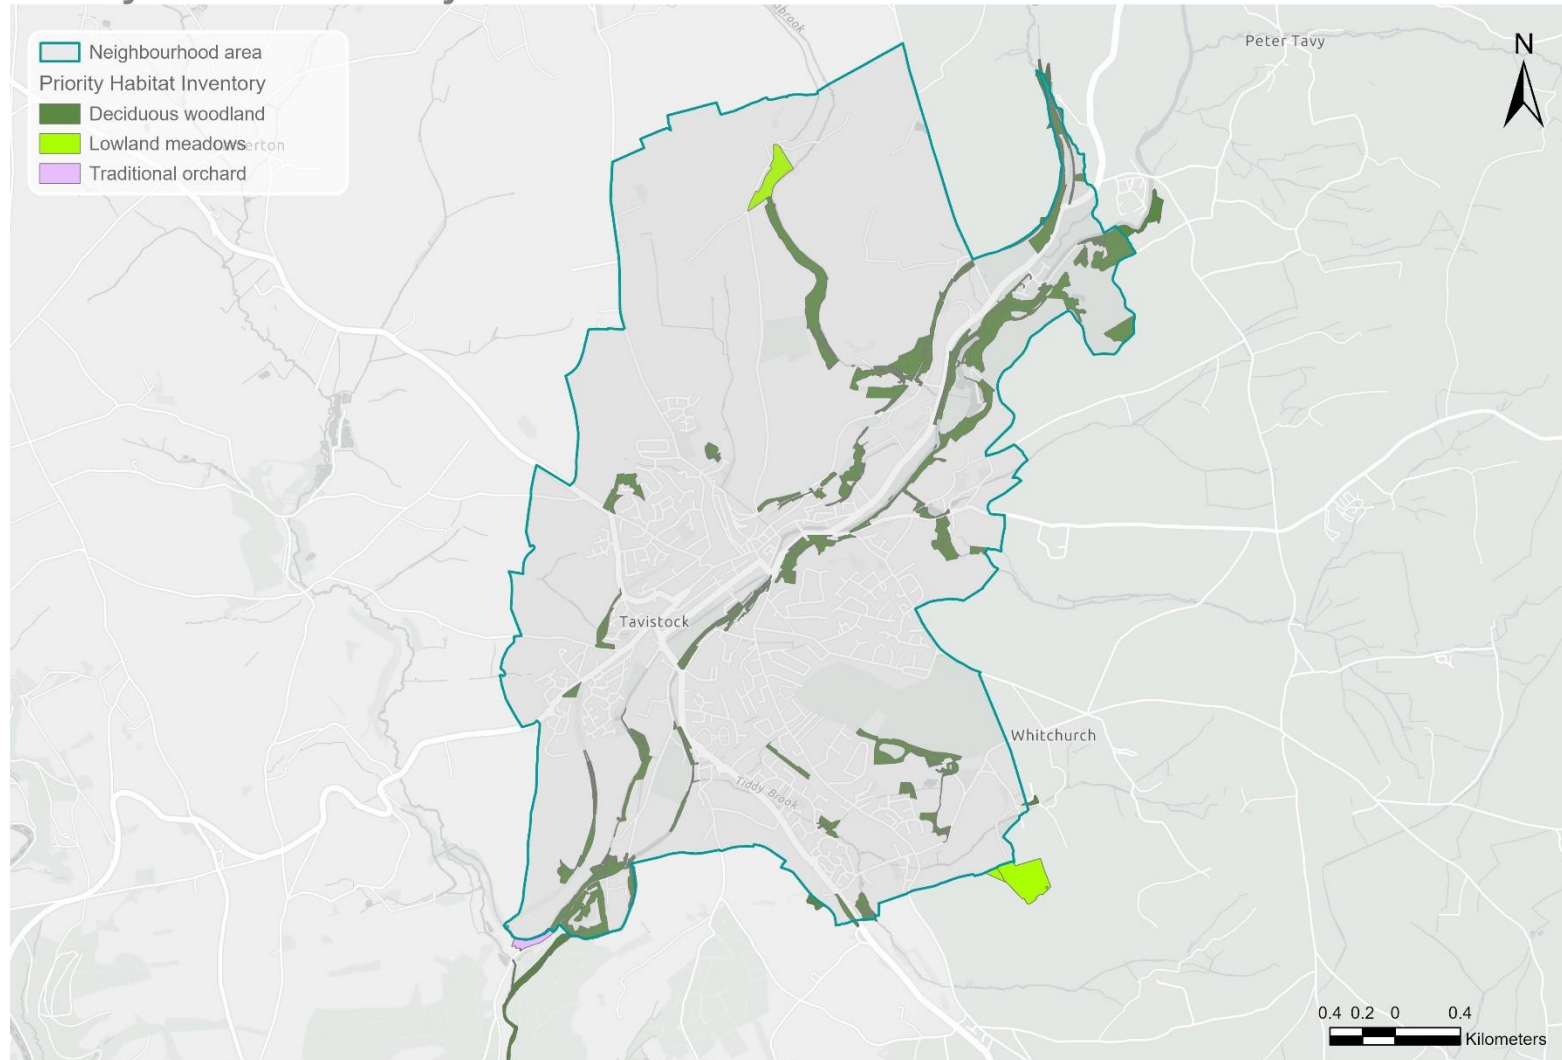 Peter Tavy
N
Neighbourhood area
Priority Habitat Inventory
Deciduous woodland
Lowland meadows
Traditional orchard
Tavistock
Whitchurch
Tiddy Brook
0.4 0.2 0 0.4
Kilometers